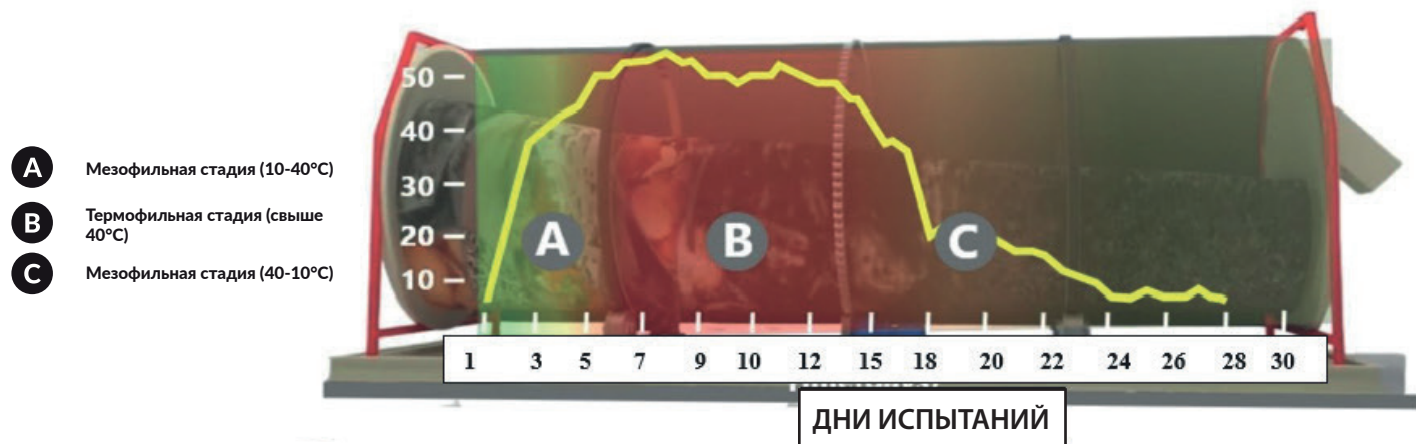 A
Мезофильная стадия (10-40°C)
B
Термофильная стадия (свыше
40°C)
C
Мезофильная стадия (40-10°C)
50
40
30
20
10
A
B
C
1 3 5 7 9 10 12 15 18 20 22 24 26 28 30
ДНИ ИСПЫТАНИЙ